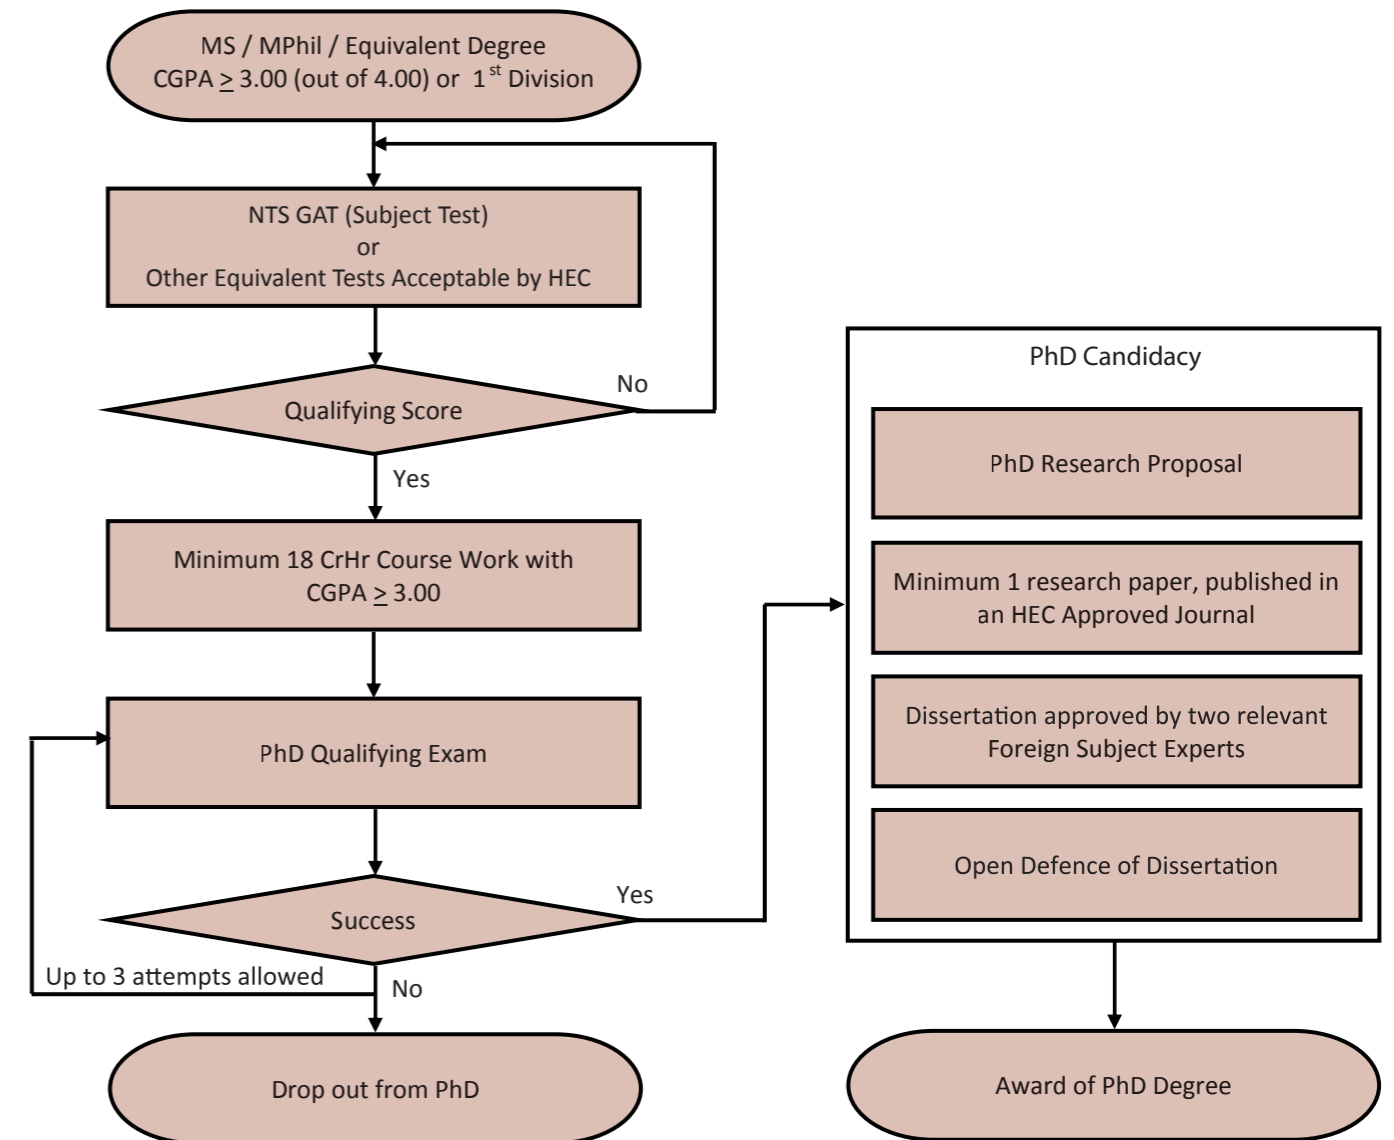 MS / MPhil / Equivalent Degree
CGPA ≥ 3.00 (out of 4.00) or 1st Division
NTS GAT (Subject Test)
or
Other Equivalent Tests Acceptable by HEC
Qualifying Score
No
Yes
Minimum 18 CrHr Course Work with
CGPA ≥ 3.00
PhD Qualifying Exam
Success
Yes
Up to 3 attempts allowed
No
Drop out from PhD
PhD Candidacy
PhD Research Proposal
Minimum 1 research paper, published in
an HEC Approved Journal
Dissertation approved by two relevant
Foreign Subject Experts
Open Defence of Dissertation
Award of PhD Degree